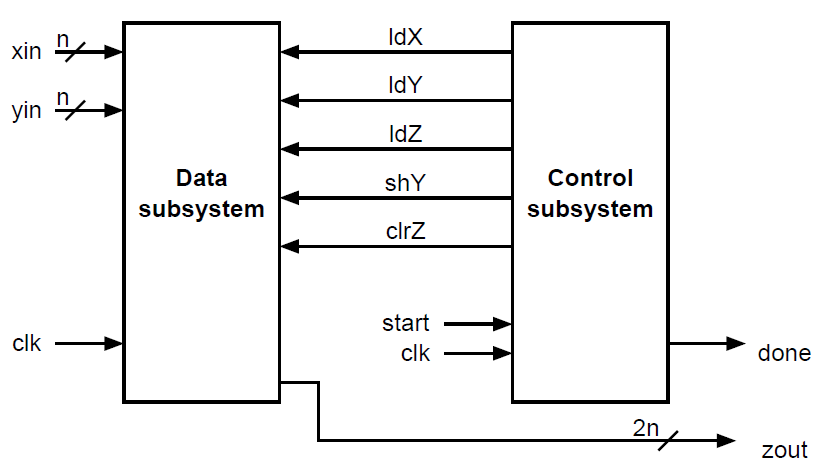 xin
n
yin
n
Data
subsystem
clk
ldX
ldY
ldZ
shY
clrZ
Control
subsystem
start
clk
done
2n
zout